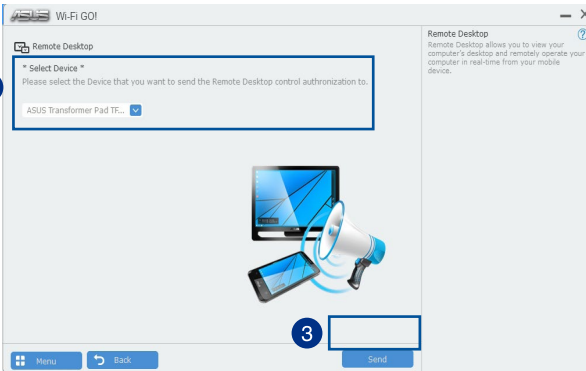 ASUS Wi-Fi GO!
Remote Desktop
* Select Device *
Please select the Device that you want to send the Remote Desktop control authronization to.
ASUS Transformer Pad TF...
Remote Desktop
Remote Desktop allows you to view your
computer's desktop and remotely operate your
computer in real-time from your mobile
device.
3
Menu
Back
Send